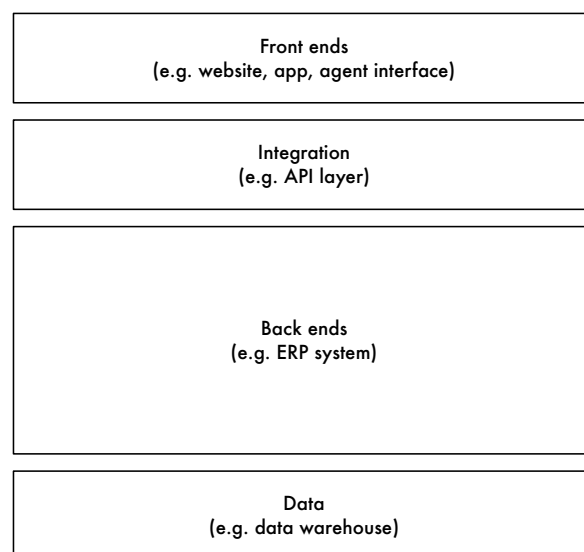 Front ends
(e.g. website, app, agent interface)
Integration
(e.g. API layer)
Back ends
(e.g. ERP system)
Data
(e.g. data warehouse)